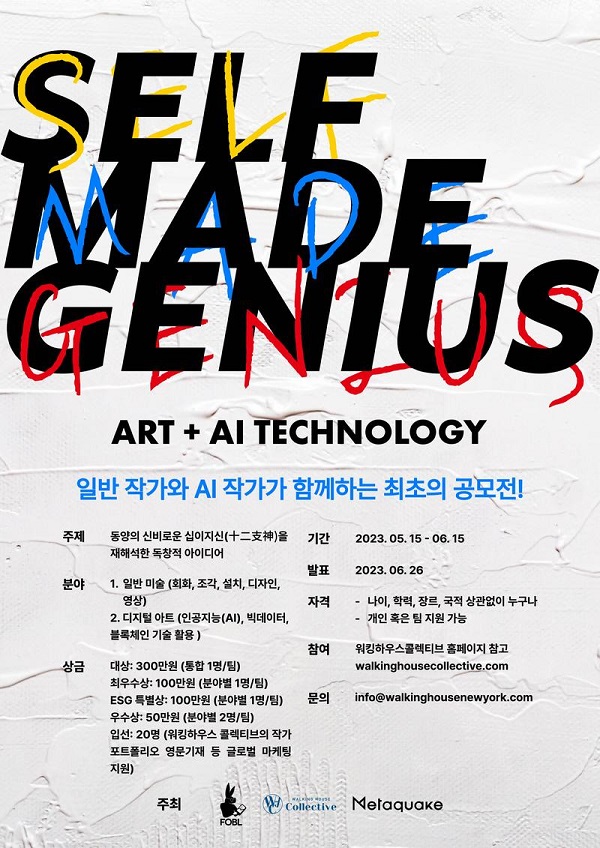 SELF
MADE
GENIUS
SELF
MADE
GENIUS
ART + AI TECHNOLOGY
일반 작가와 AI 작가가 함께하는 최초의 공모전!
주제
동양의 신비로운 십이지신(十二支神)을
재해석한 독창적 아이디어
분야
1. 일반 미술 (회화, 조각, 설치, 디자인,
영상)
2. 디지털 아트 (인공지능(AI), 빅데이터,
블록체인 기술 활용 )
상금
대상: 300만원 (통합 1명/팀)
최우수상: 100만원 (분야별 1명/팀)
ESG 특별상: 100만원 (분야별 1명/팀)
우수상: 50만원 (분야별 2명/팀)
입선: 20명 (워킹하우스 콜렉티브의 작가
포트폴리오 영문기재 등 글로벌 마케팅
지원)
기간
2023. 05. 15 - 06. 15
발표
2023. 06. 26
자격
- 나이, 학력, 장르, 국적 상관없이 누구나
- 개인 혹은 팀 지원 가능
참여
워킹하우스콜렉티브 홈페이지 참고
walkinghousecollective.com
문의
info@walkinghousenewyork.com
주최
FOBL
WALKING HOUSE
Collective
Metaquake